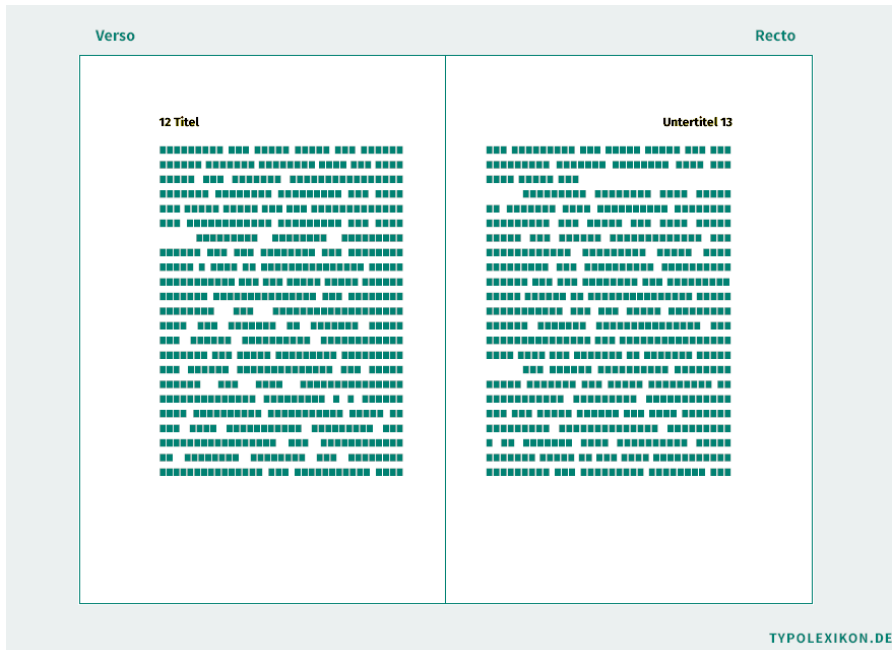 Verso
Recto
12 Titel
Untertitel 13
TYPOLEXIKON.DE